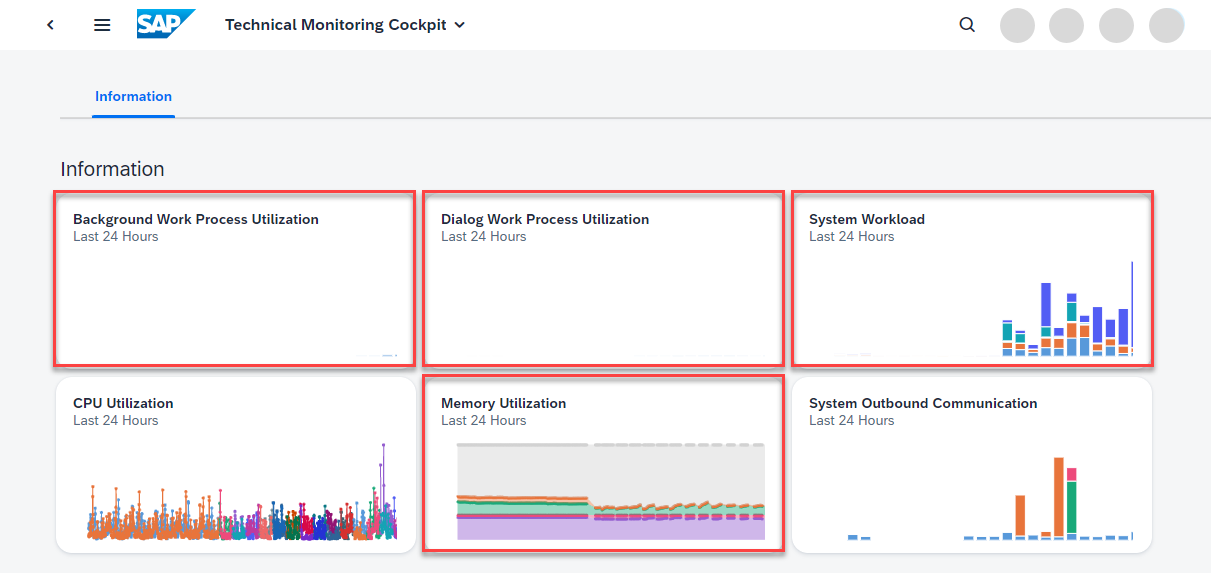 SAP
Technical Monitoring Cockpit
Information
Information
Background Work Process Utilization
Last 24 Hours
Dialog Work Process Utilization
Last 24 Hours
System Workload
Last 24 Hours
CPU Utilization
Last 24 Hours
Memory Utilization
Last 24 Hours
System Outbound Communication
Last 24 Hours